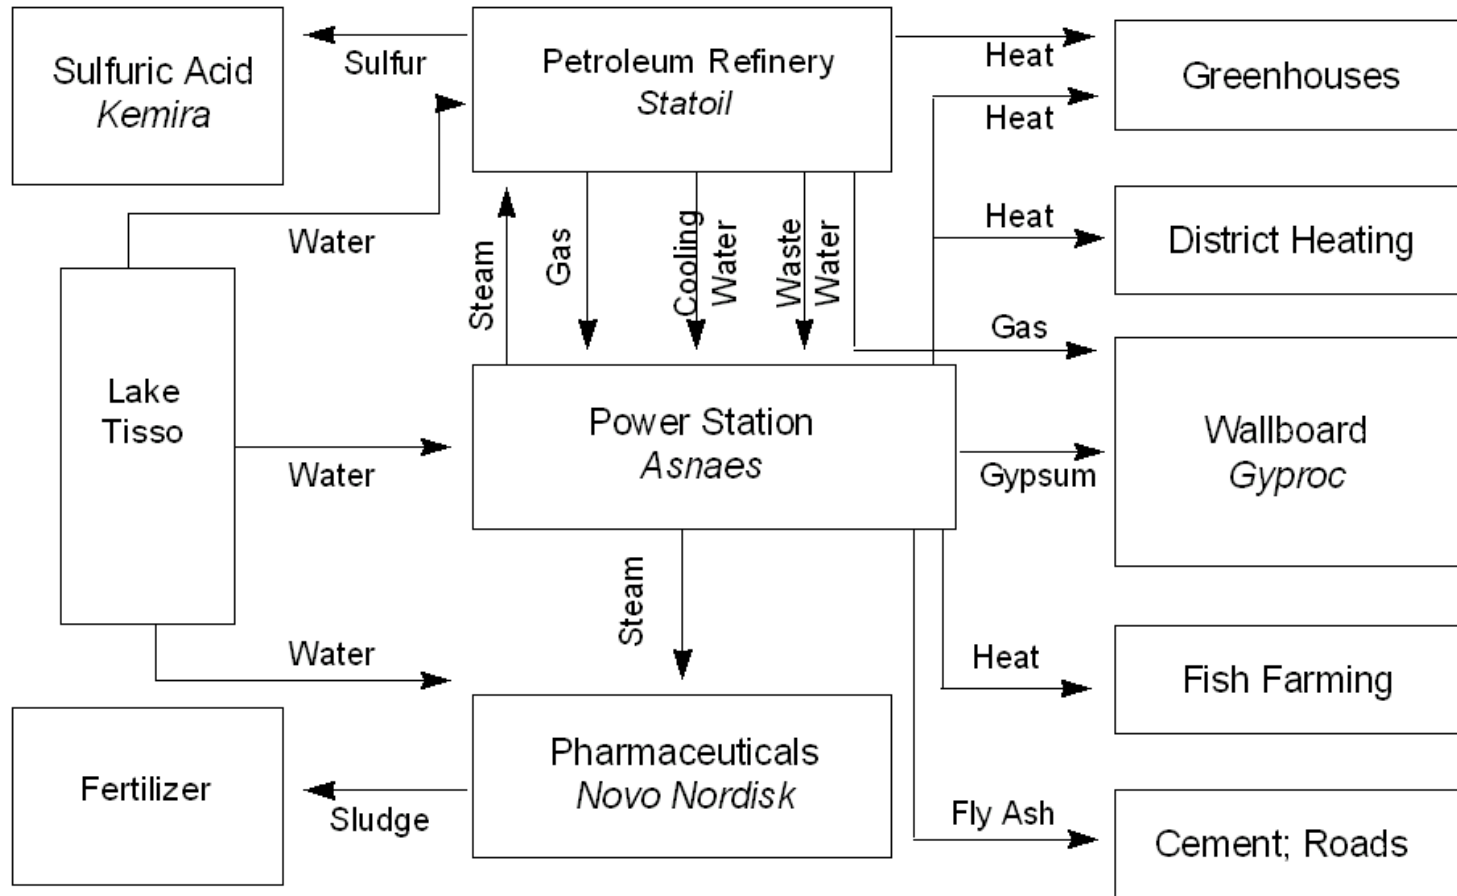 Sulfuric Acid
Kemira
Sulfur
Petroleum Refinery
Statoil
Heat
Heat
Greenhouses
Water
Steam
Gas
Cooling
Water
Waste
Water
Heat
District Heating
Gas
Lake
Tisso
Water
Power Station
Asnaes
Gypsum
Wallboard
Gyproc
Steam
Water
Heat
Fish Farming
Fertilizer
Sludge
Pharmaceuticals
Novo Nordisk
Fly Ash
Cement; Roads